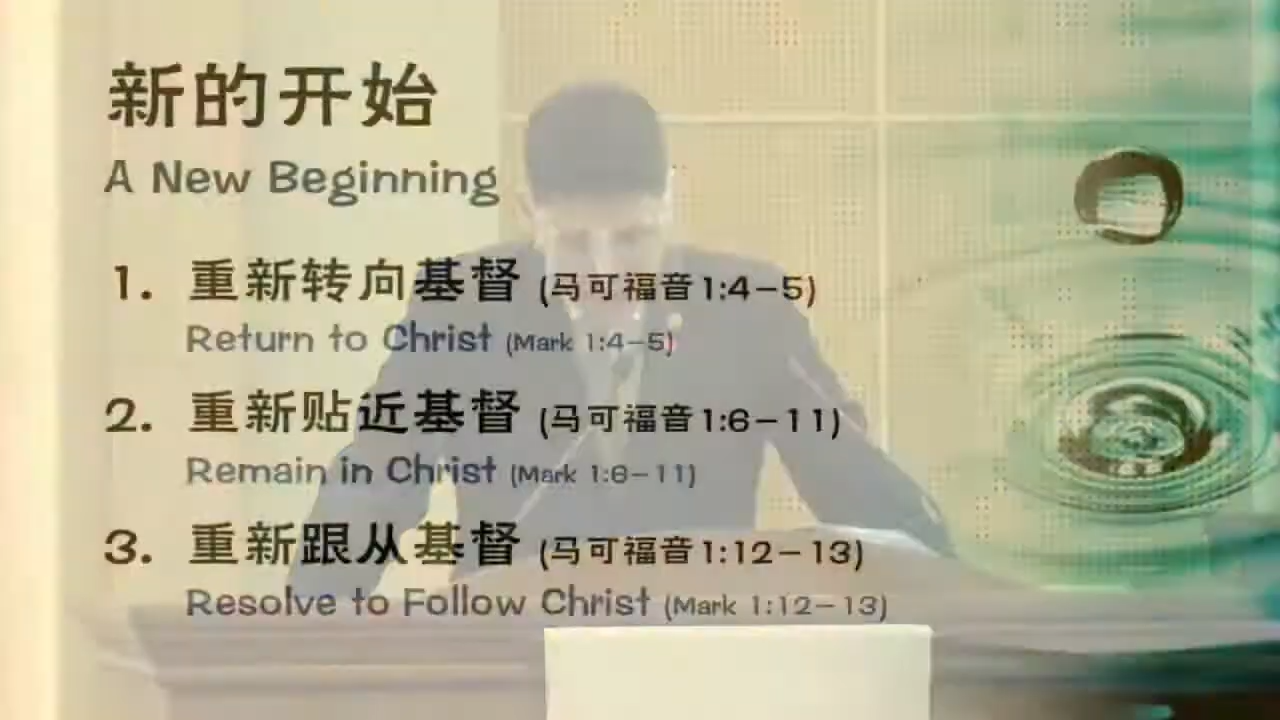 新的开始
A New Beginning
1. 重新转向基督 (马可福音1:4–5)
Return to Christ (Mark 1:4–5)
2. 重新贴近基督 (马可福音1:6–11)
Remain in Christ (Mark 1:6–11)
3. 重新跟从基督 (马可福音1:12–13)
Resolve to Follow Christ (Mark 1:12–13)